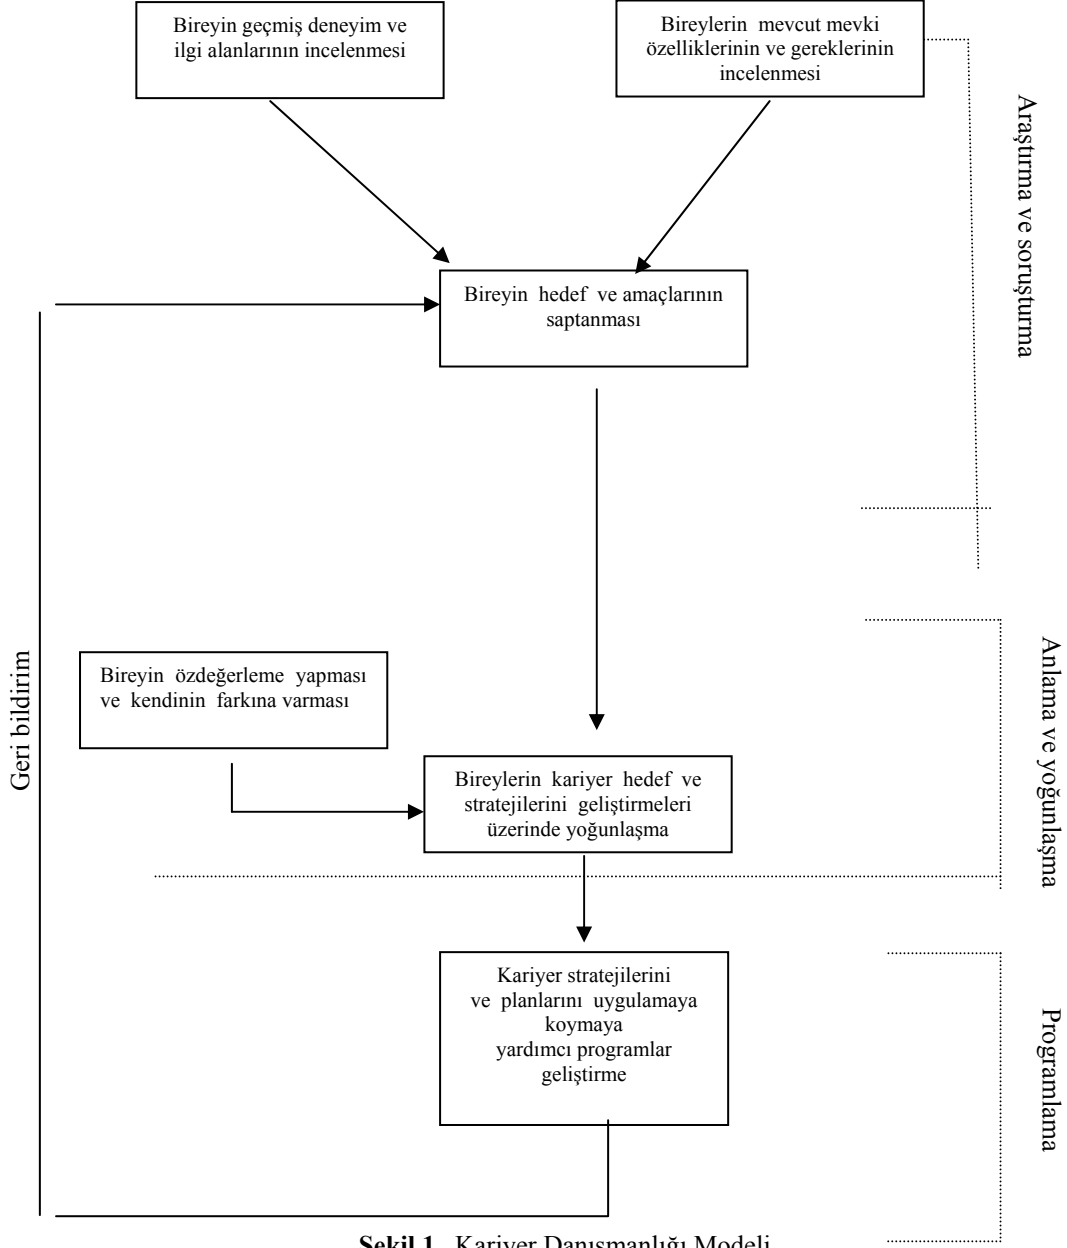 Bireyin geçmiş deneyim ve
ilgi alanlarının incelenmesi
Bireylerin mevcut mevki
özelliklerinin ve gereklerinin
incelenmesi
Araştırma ve soruşturma
Bireyin hedef ve amaçlarının
saptanması
Geri bildirim
Bireyin özdeğerleme yapması
ve kendinin farkına varması
Anlama ve yoğunlaşma
Bireylerin kariyer hedef ve
stratejilerini geliştirmeleri
üzerinde yoğunlaşma
Kariyer stratejilerini
ve planlarını uygulamaya
koymaya
yardımcı programlar
geliştirme
Programlama
Şekil 1. Kariyer Danışmanlığı Modeli